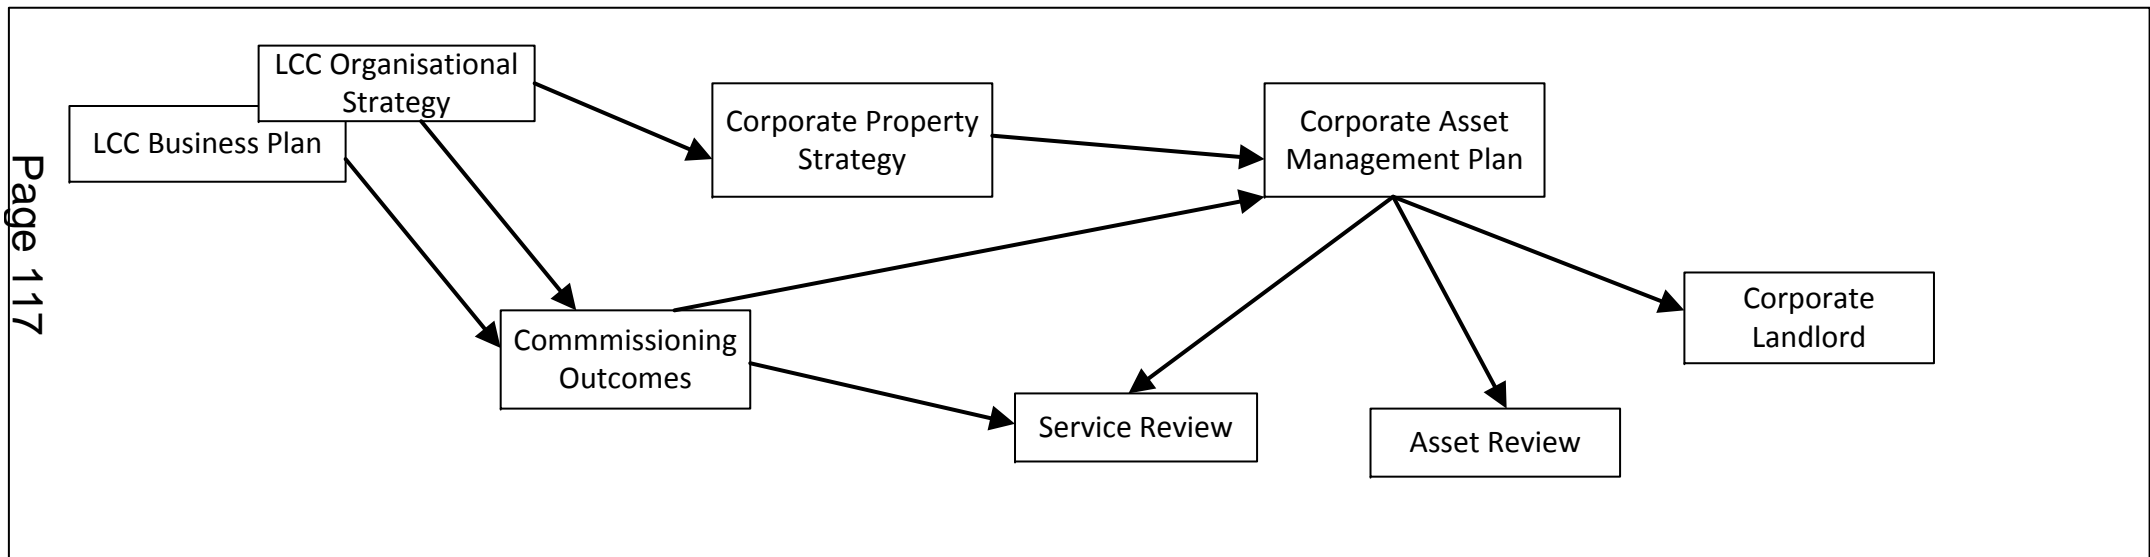 LCC Organisational
Strategy
LCC Business Plan
Corporate Property
Strategy
Corporate Asset
Management Plan
Commmissioning
Outcomes
Corporate
Landlord
Service Review
Asset Review
Page 117